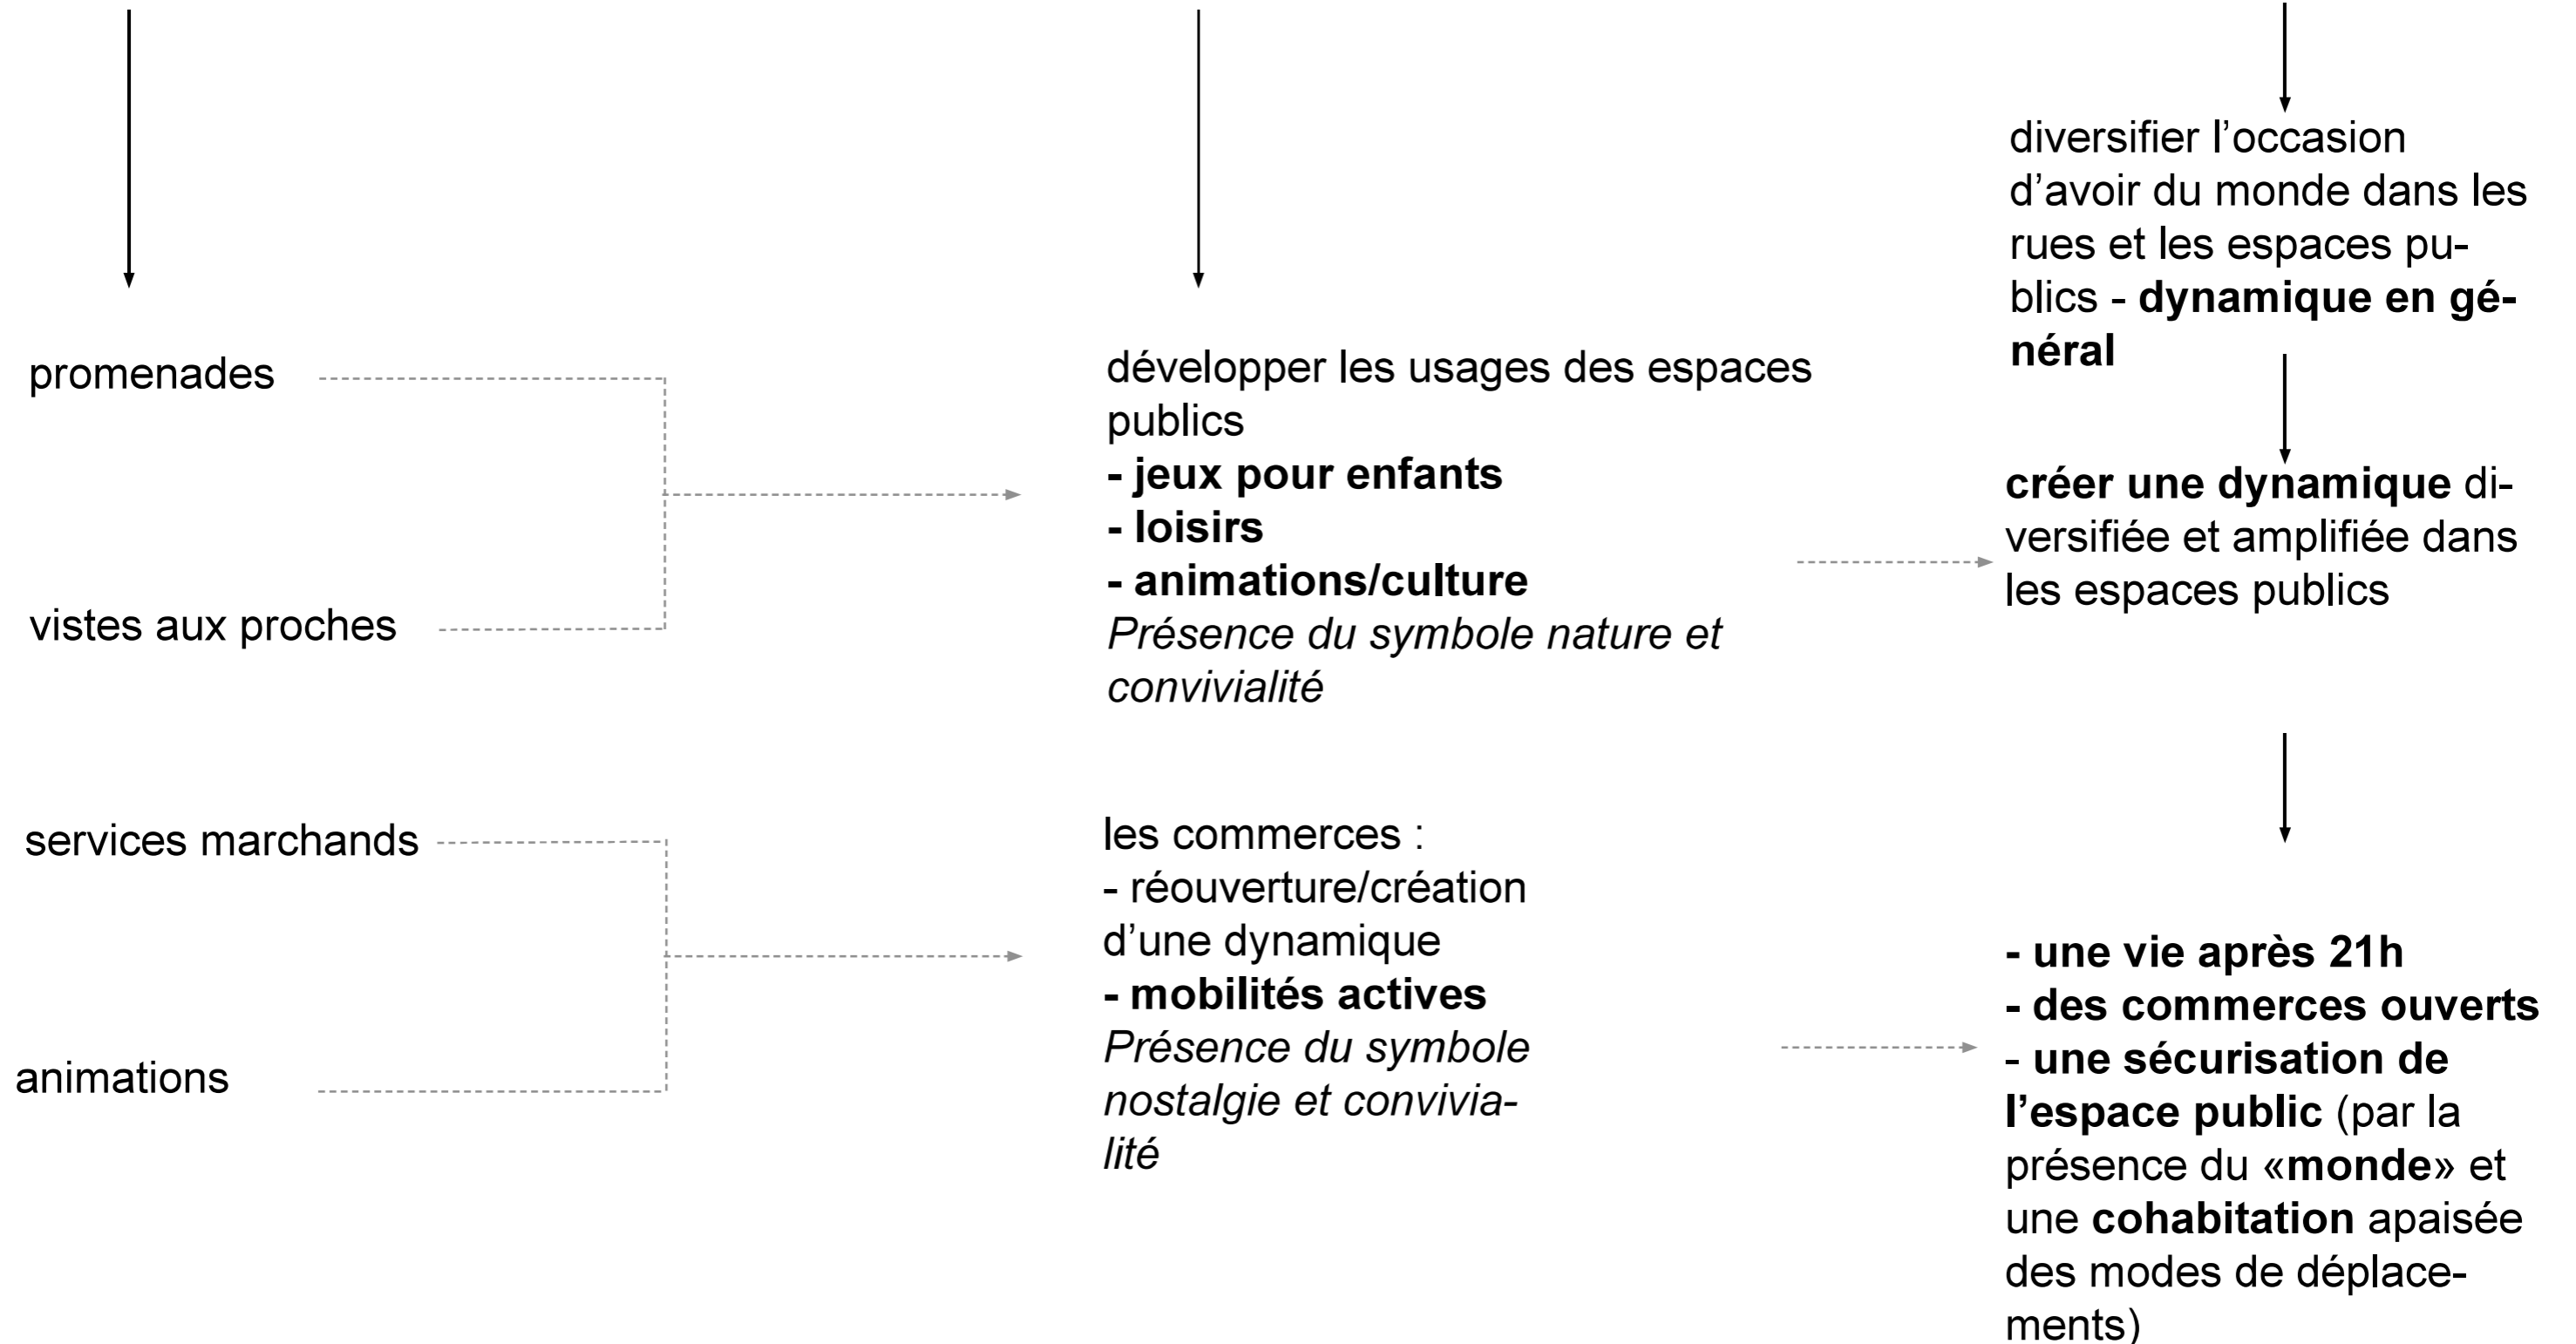 promenades
vistes aux proches
services marchands
animations
développer les usages des espaces
publics
- jeux pour enfants
- loisirs
- animations/culture
Présence du symbole nature et
convivialité
les commerces :
- réouverture/création
d’une dynamique
- mobilités actives
Présence du symbole
nostalgie et convivia-
lité
diversifier l’occasion
d’avoir du monde dans les
rues et les espaces pu-
blics - dynamique en gé-
néral
créer une dynamique di-
versifiée et amplifiée dans
les espaces publics
- une vie après 21h
- des commerces ouverts
- une sécurisation de
l’espace public (par la
présence du «monde» et
une cohabitation apaisée
des modes de déplace-
ments)